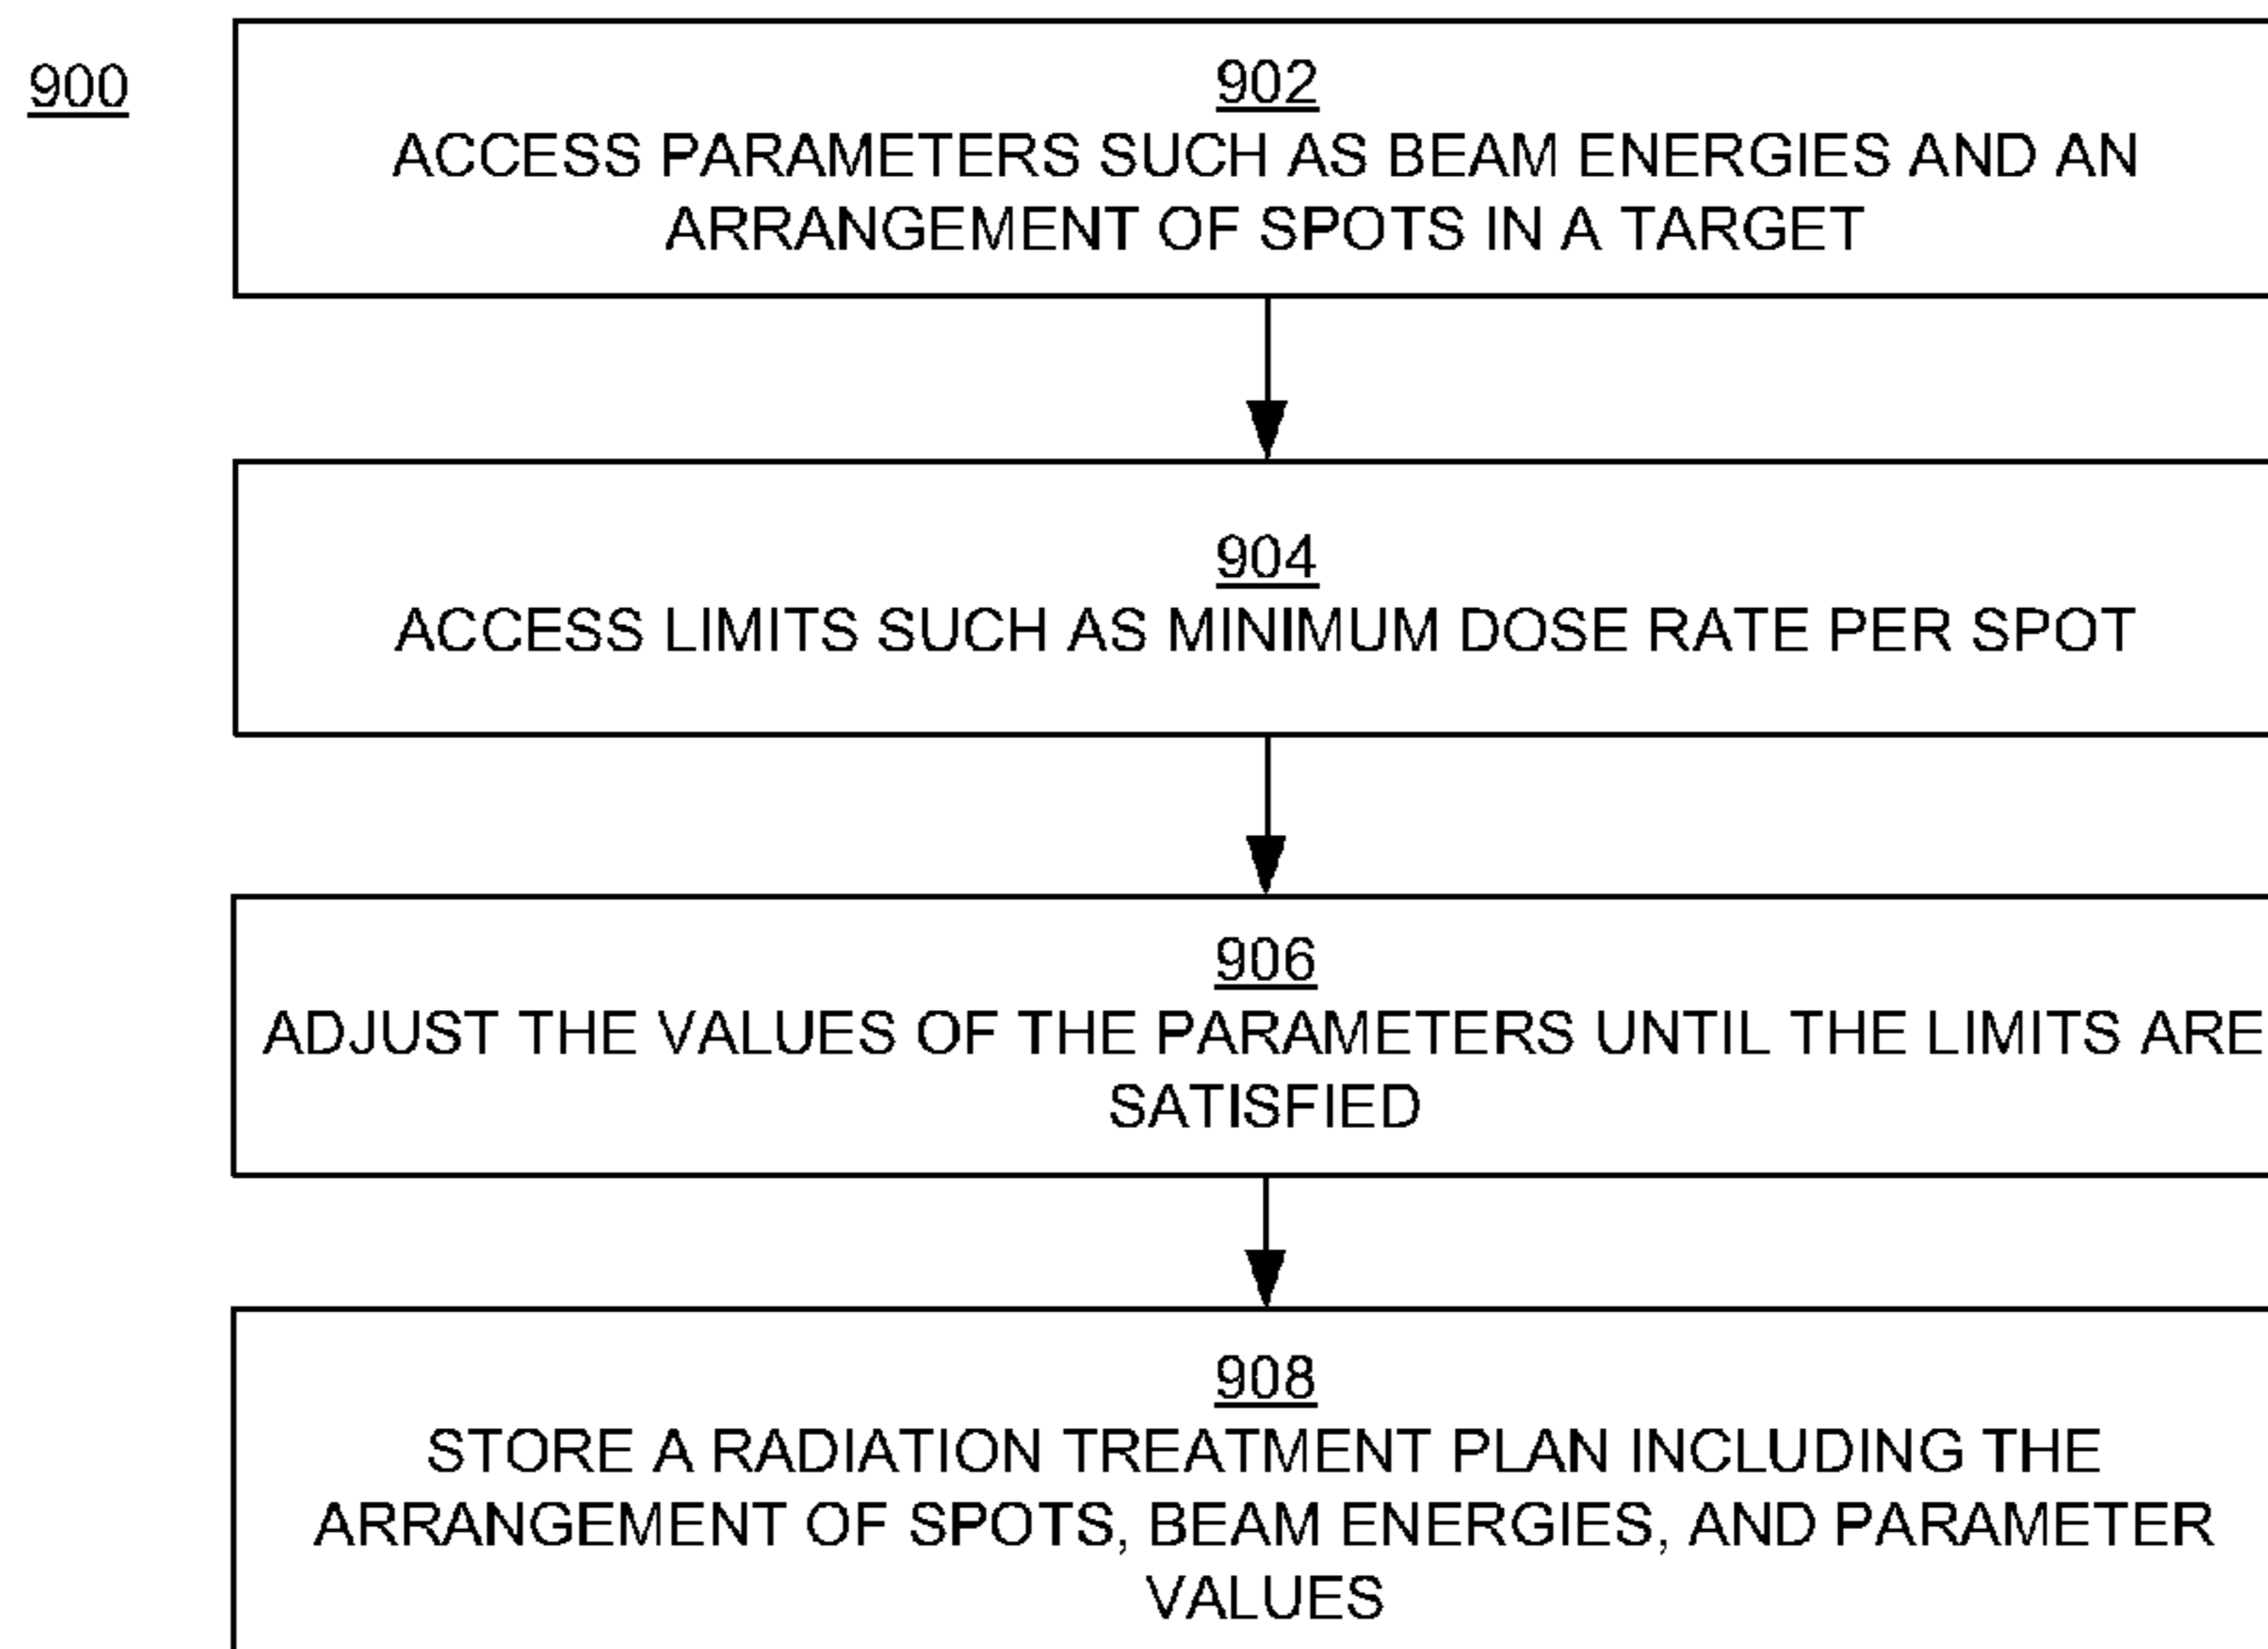 900
902
ACCESS PARAMETERS SUCH AS BEAM ENERGIES AND AN
ARRANGEMENT OF SPOTS IN A TARGET
904
ACCESS LIMITS SUCH AS MINIMUM DOSE RATE PER SPOT
906
ADJUST THE VALUES OF THE PARAMETERS UNTIL THE LIMITS ARE
SATISFIED
908
STORE A RADIATION TREATMENT PLAN INCLUDING THE
ARRANGEMENT OF SPOTS, BEAM ENERGIES, AND PARAMETER
VALUES